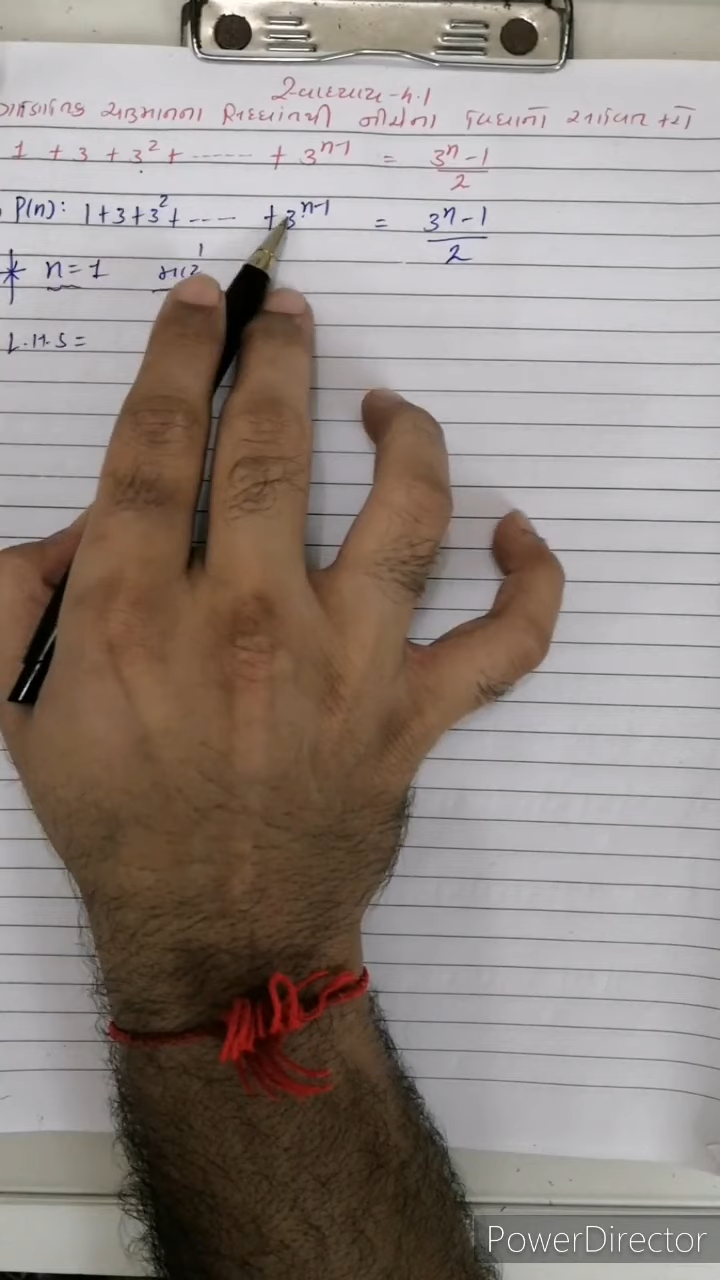 સ્વાધ્યાય-4.1
ગાણિતિક અનુમાનના સિદ્ધાંતથી નીચેના વિધાનો સાબિત કરો
1 + 3 + 3² + ------ + 3ⁿ⁻¹ = (3ⁿ - 1)/2
P(n): 1+3+3²+ ---- +3ⁿ⁻¹ = (3ⁿ-1)/2
* n = 1 માટે
L.H.S =
PowerDirector